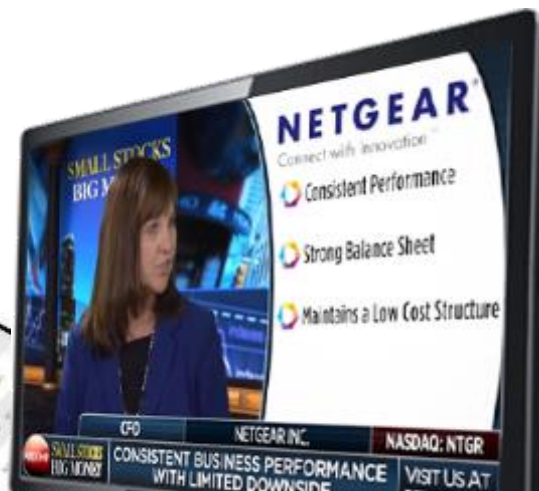 SMALL STOCKS
BIG M
NETGEAR
Connect with innovation™
Consistent Performance
Strong Balance Sheet
Maintains a Low Cost Structure
CFO
NETGEAR INC.
NASDAQ: NTGR
SMALL STOCKS
BIG MONEY
CONSISTENT BUSINESS PERFORMANCE
WITH LIMITED DOWNSIDE
VISIT US AT